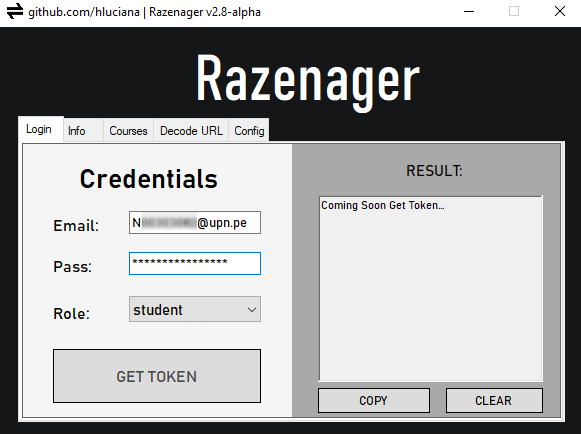 github.com/hluciana | Razenager v2.8-alpha
Razenager
Login Info Courses Decode URL Config
Credentials
RESULT:
Email: N @upn.pe
Coming Soon Get Token...
Pass: ****************
Role: student
GET TOKEN
COPY CLEAR